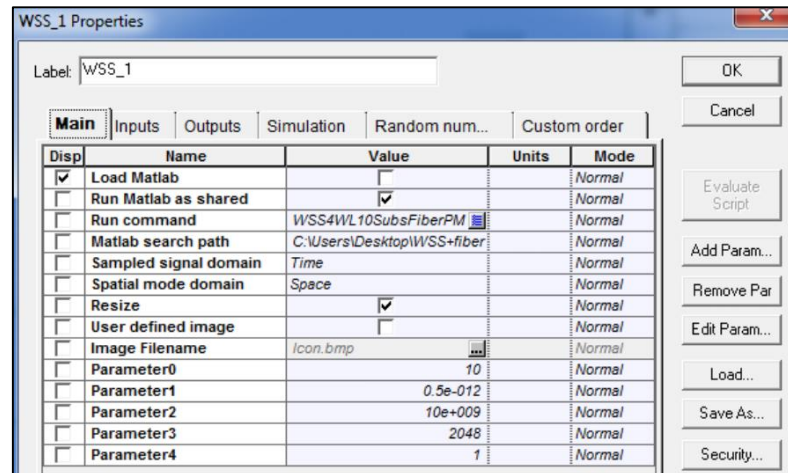 WSS_1 Properties
Label: WSS_1
OK
Cancel
Main Inputs Outputs Simulation Random num... Custom order
Disp Name Value Units Mode
Load Matlab Normal
Run Matlab as shared Normal
Run command WSS4WL10SubsFiberPM Normal
Matlab search path C:\Users\Desktop\WSS+fiber Normal
Sampled signal domain Time Normal
Spatial mode domain Space Normal
Resize Normal
User defined image Normal
Image Filename Icon.bmp ... Normal
Parameter0 10 Normal
Parameter1 0.5e-012 Normal
Parameter2 10e+009 Normal
Parameter3 2048 Normal
Parameter4 1 Normal
Evaluate
Script
Add Param...
Remove Par
Edit Param...
Load...
Save As...
Security...